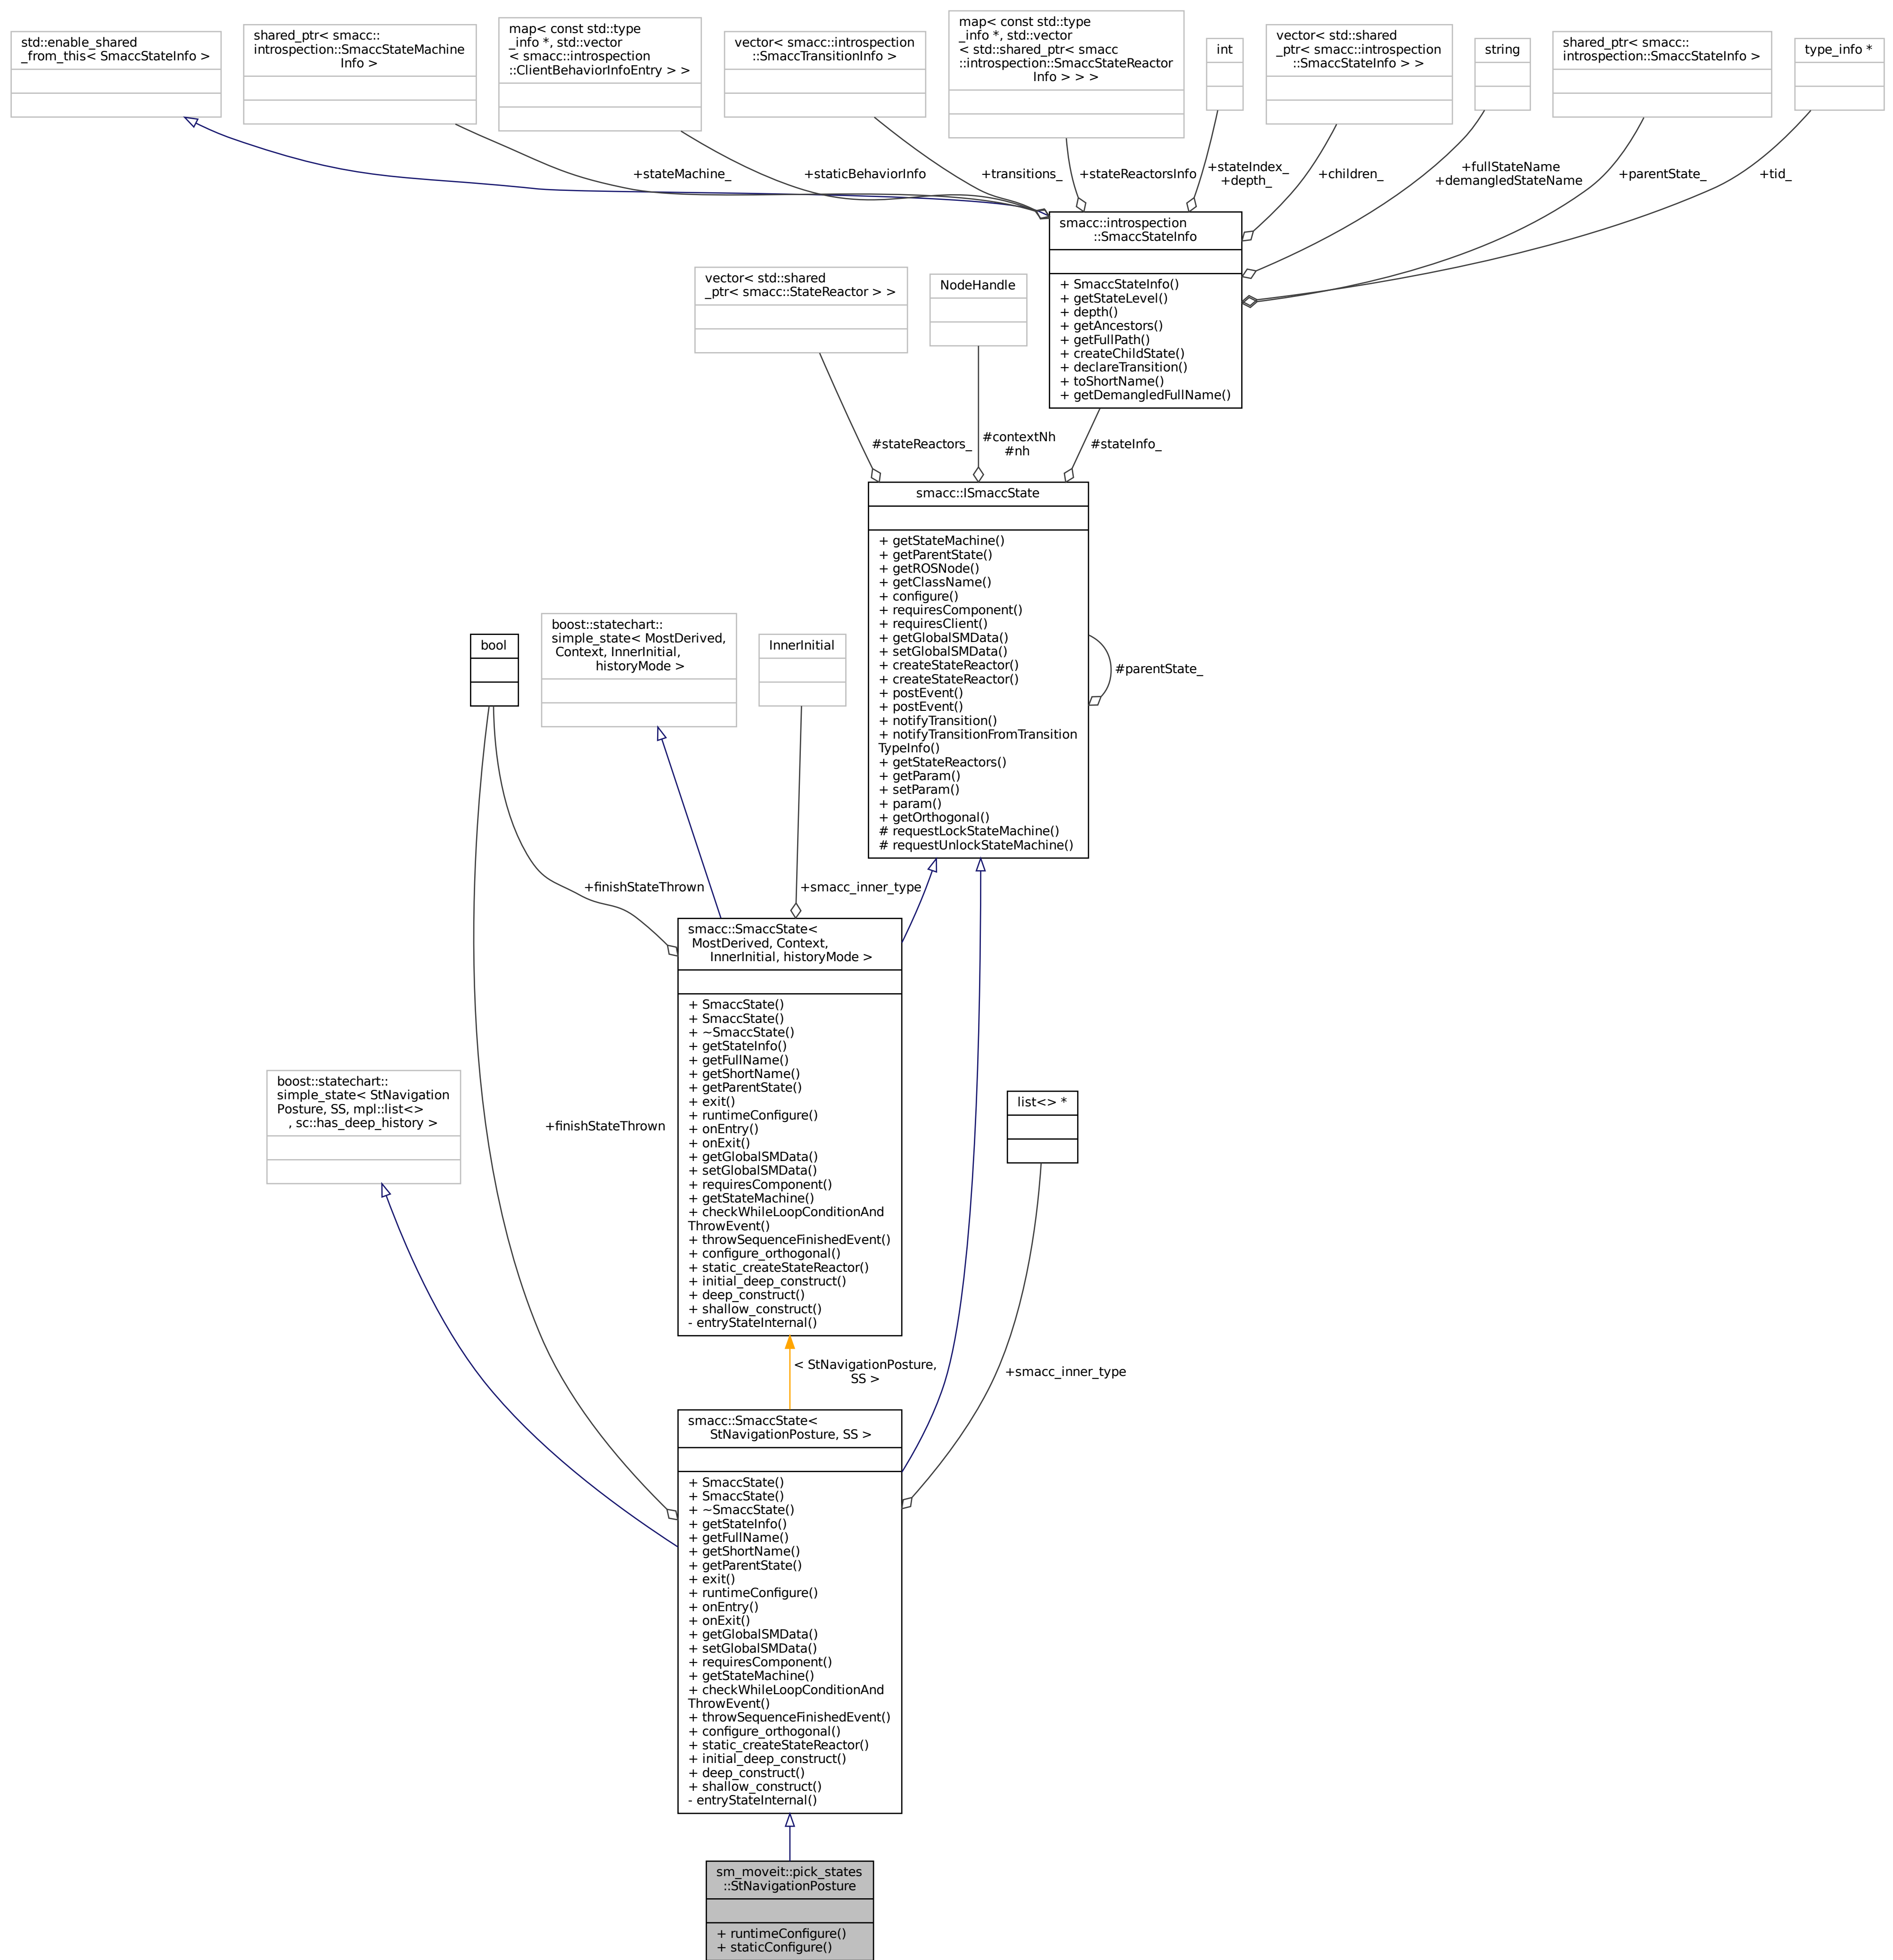 std::enable_shared
_from_this< SmaccStateInfo >
shared_ptr< smacc::
introspection::SmaccStateMachine
Info >
map< const std::type
_info *, std::vector
< smacc::introspection
::ClientBehaviorInfoEntry > >
vector< smacc::introspection
::SmaccTransitionInfo >
map< const std::type
_info *, std::vector
< std::shared_ptr< smacc
::introspection::SmaccStateReactor
Info > > >
int
vector< std::shared
_ptr< smacc::introspection
::SmaccStateInfo > >
string
shared_ptr< smacc::
introspection::SmaccStateInfo >
type_info *
+stateMachine_
+staticBehaviorInfo
+transitions_
+stateReactorsInfo
+stateIndex_
+depth_
+children_
+fullStateName
+demangledStateName
+parentState_
+tid_
smacc::introspection
::SmaccStateInfo
+ SmaccStateInfo()
+ getStateLevel()
+ depth()
+ getAncestors()
+ getFullPath()
+ createChildState()
+ declareTransition()
+ toShortName()
+ getDemangledFullName()
vector< std::shared
_ptr< smacc::StateReactor > >
NodeHandle
#stateReactors_
#contextNh
#nh
#stateInfo_
smacc::ISmaccState
+ getStateMachine()
+ getParentState()
+ getROSNode()
+ getClassName()
+ configure()
+ requiresComponent()
+ requiresClient()
+ getGlobalSMData()
+ setGlobalSMData()
+ createStateReactor()
+ createStateReactor()
+ postEvent()
+ postEvent()
+ notifyTransition()
+ notifyTransitionFromTransition
TypeInfo()
+ getStateReactors()
+ getParam()
+ setParam()
+ param()
+ getOrthogonal()
# requestLockStateMachine()
# requestUnlockStateMachine()
#parentState_
bool
boost::statechart::
simple_state< MostDerived,
Context, InnerInitial,
historyMode >
InnerInitial
+finishStateThrown
+smacc_inner_type
smacc::SmaccState<
MostDerived, Context,
InnerInitial, historyMode >
+ SmaccState()
+ SmaccState()
+ ~SmaccState()
+ getStateInfo()
+ getFullName()
+ getShortName()
+ getParentState()
+ exit()
+ runtimeConfigure()
+ onEntry()
+ onExit()
+ getGlobalSMData()
+ setGlobalSMData()
+ requiresComponent()
+ getStateMachine()
+ checkWhileLoopConditionAnd
ThrowEvent()
+ throwSequenceFinishedEvent()
+ configure_orthogonal()
+ static_createStateReactor()
+ initial_deep_construct()
+ deep_construct()
+ shallow_construct()
- entryStateInternal()
boost::statechart::
simple_state< StNavigation
Posture, SS, mpl::list<>
, sc::has_deep_history >
+finishStateThrown
list<> *
< StNavigationPosture,
SS >
+smacc_inner_type
smacc::SmaccState<
StNavigationPosture, SS >
+ SmaccState()
+ SmaccState()
+ ~SmaccState()
+ getStateInfo()
+ getFullName()
+ getShortName()
+ getParentState()
+ exit()
+ runtimeConfigure()
+ onEntry()
+ onExit()
+ getGlobalSMData()
+ setGlobalSMData()
+ requiresComponent()
+ getStateMachine()
+ checkWhileLoopConditionAnd
ThrowEvent()
+ throwSequenceFinishedEvent()
+ configure_orthogonal()
+ static_createStateReactor()
+ initial_deep_construct()
+ deep_construct()
+ shallow_construct()
- entryStateInternal()
sm_moveit::pick_states
::StNavigationPosture
+ runtimeConfigure()
+ staticConfigure()